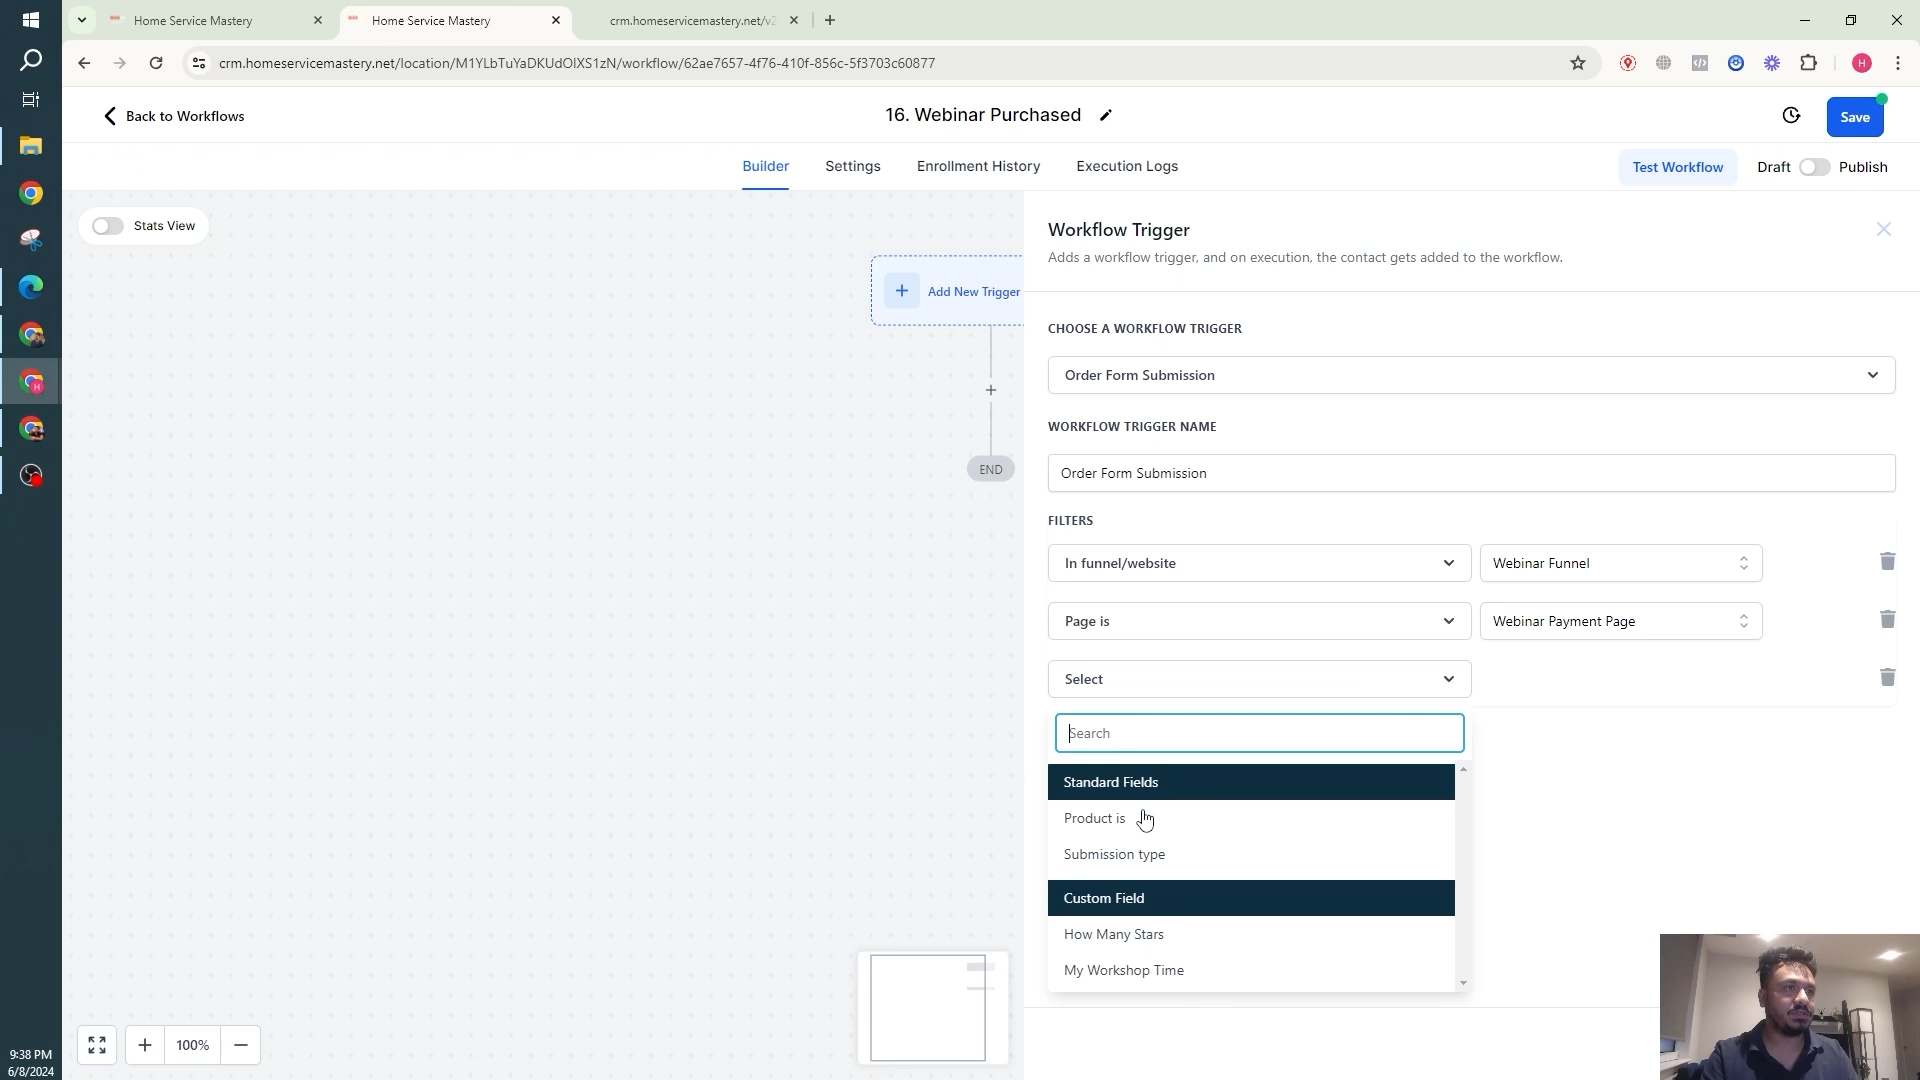 Home Service Mastery
Home Service Mastery
crm.homeservicemastery.net/v2
crm.homeservicemastery.net/location/M1YLbTuYaDKUdOlXS1zN/workflow/62ae7657-4f76-410f-856c-5f3703c60877
H
Back to Workflows
16. Webinar Purchased
Save
Builder
Settings
Enrollment History
Execution Logs
Test Workflow
Draft
Publish
Stats View
Add New Trigger
END
Workflow Trigger
Adds a workflow trigger, and on execution, the contact gets added to the workflow.
CHOOSE A WORKFLOW TRIGGER
Order Form Submission
WORKFLOW TRIGGER NAME
Order Form Submission
FILTERS
In funnel/website
Webinar Funnel
Page is
Webinar Payment Page
Select
Search
Standard Fields
Product is
Submission type
Custom Field
How Many Stars
My Workshop Time
100%
9:38 PM
6/8/2024